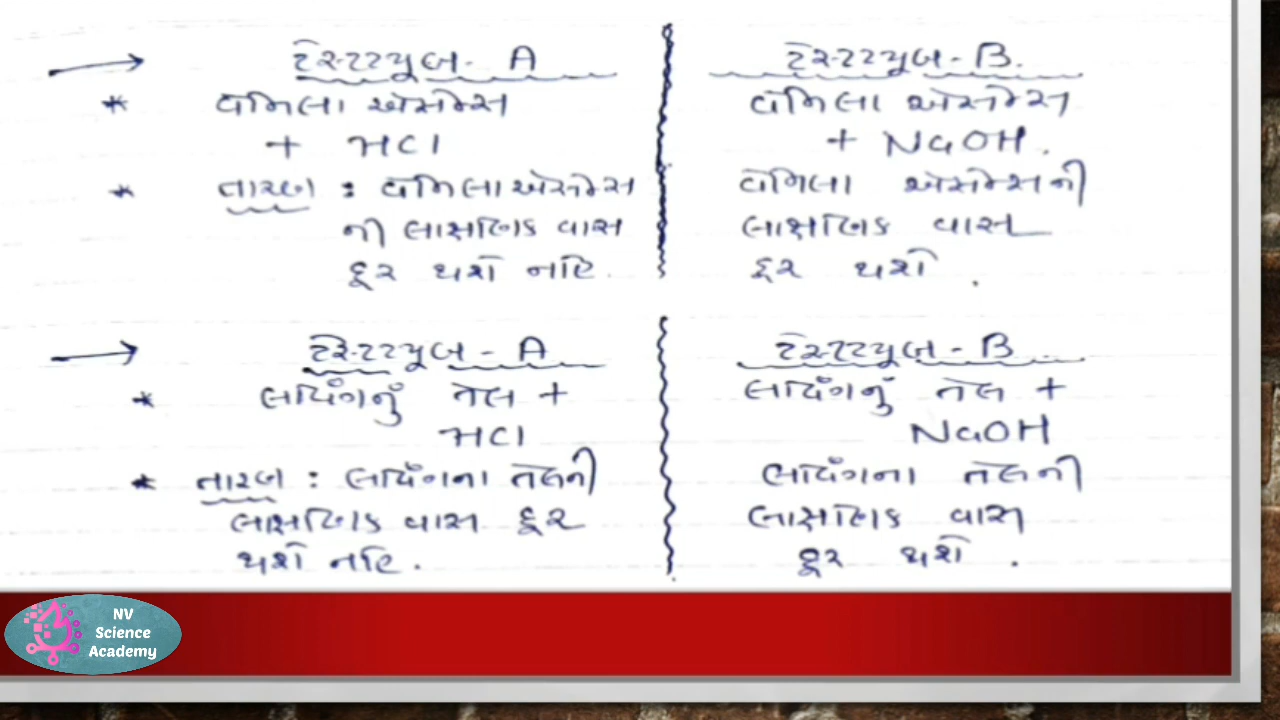 → ટેસ્ટટ્યુબ - A
* વેનિલા એસેન્સ
+ HCl
* તારણ : વેનિલા એસેન્સ
ની લાક્ષણિક વાસ
દૂર થશે નહિ.
ટેસ્ટટ્યુબ - B.
વેનિલા એસેન્સ
+ NaOH.
વેનિલા એસેન્સની
લાક્ષણિક વાસ
દૂર થશે.
→ ટેસ્ટટ્યુબ - A
* લવિંગનું તેલ +
HCl
* તારણ : લવિંગના તેલની
લાક્ષણિક વાસ દૂર
થશે નહિ.
ટેસ્ટટ્યુબ - B
લવિંગનું તેલ +
NaOH
લવિંગના તેલની
લાક્ષણિક વાસ
દૂર થશે.
NV
Science
Academy